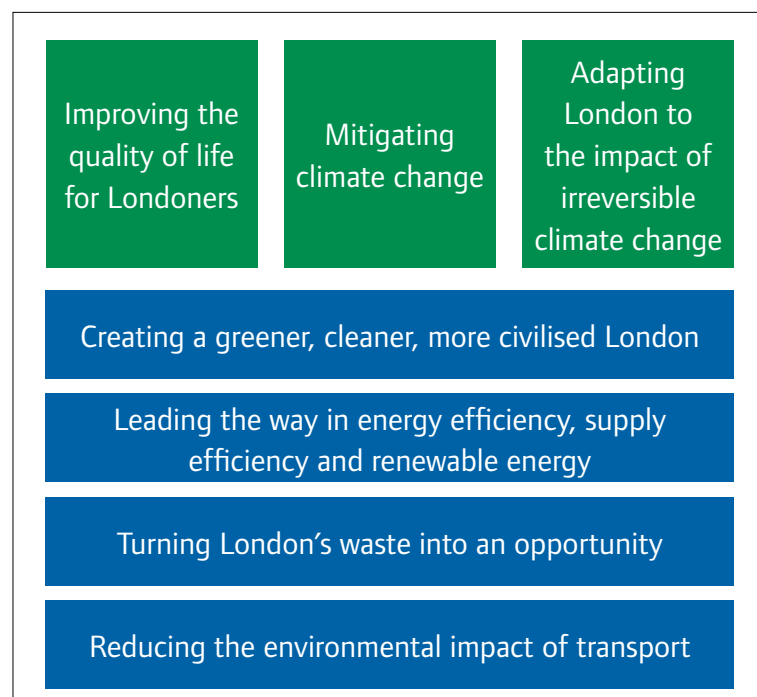 Improving the
quality of life
for Londoners
Mitigating
climate change
Adapting
London to
the impact of
irreversible
climate change
Creating a greener, cleaner, more civilised London
Leading the way in energy efficiency, supply
efficiency and renewable energy
Turning London’s waste into an opportunity
Reducing the environmental impact of transport